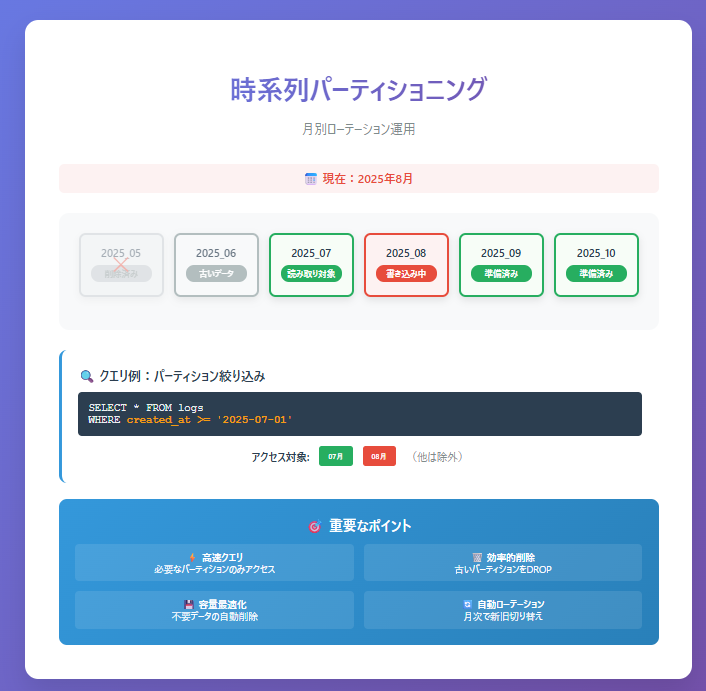 時系列パーティショニング
月別ローテーション運用
現在：2025年8月
2025_05
削除済み
2025_06
古いデータ
2025_07
読み取り対象
2025_08
書き込み中
2025_09
準備済み
2025_10
準備済み
クエリ例：パーティション絞り込み
SELECT * FROM logs
WHERE created_at >= '2025-07-01'
アクセス対象: 07月 08月 （他は除外）
重要なポイント
高速クエリ
必要なパーティションのみアクセス
効率的削除
古いパーティションをDROP
容量最適化
不要データの自動削除
自動ローテーション
月次で新旧切り替え